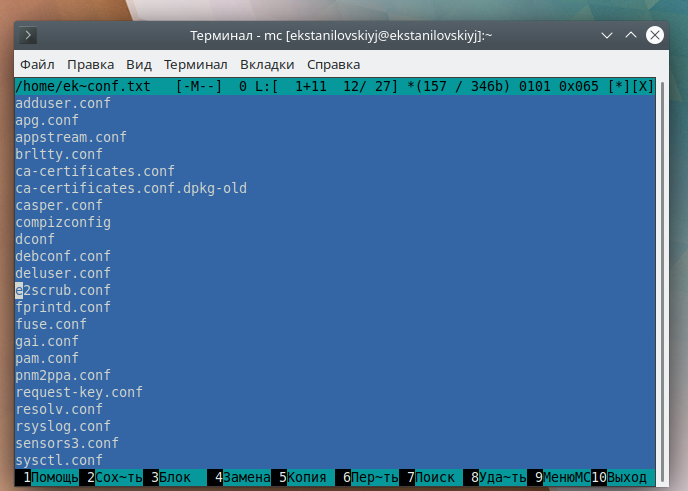 Терминал - mc [ekstanilovskiyj@ekstanilovskiyj]:~
Файл Правка Вид Терминал Вкладки Справка
/home/ek~conf.txt [-M--] 0 L:[ 1+11 12/ 27] *(157 / 346b) 0101 0x065 [*][X]
adduser.conf
apg.conf
appstream.conf
brltty.conf
ca-certificates.conf
ca-certificates.conf.dpkg-old
casper.conf
compizconfig
dconf
debconf.conf
deluser.conf
e2scrub.conf
fprintd.conf
fuse.conf
gai.conf
pam.conf
pnm2ppa.conf
request-key.conf
resolv.conf
rsyslog.conf
sensors3.conf
sysctl.conf
1Помощь 2Сох~ть 3Блок 4Замена 5Копия 6Пер~ть 7Поиск 8Уда~ть 9МенюMC 10Выход